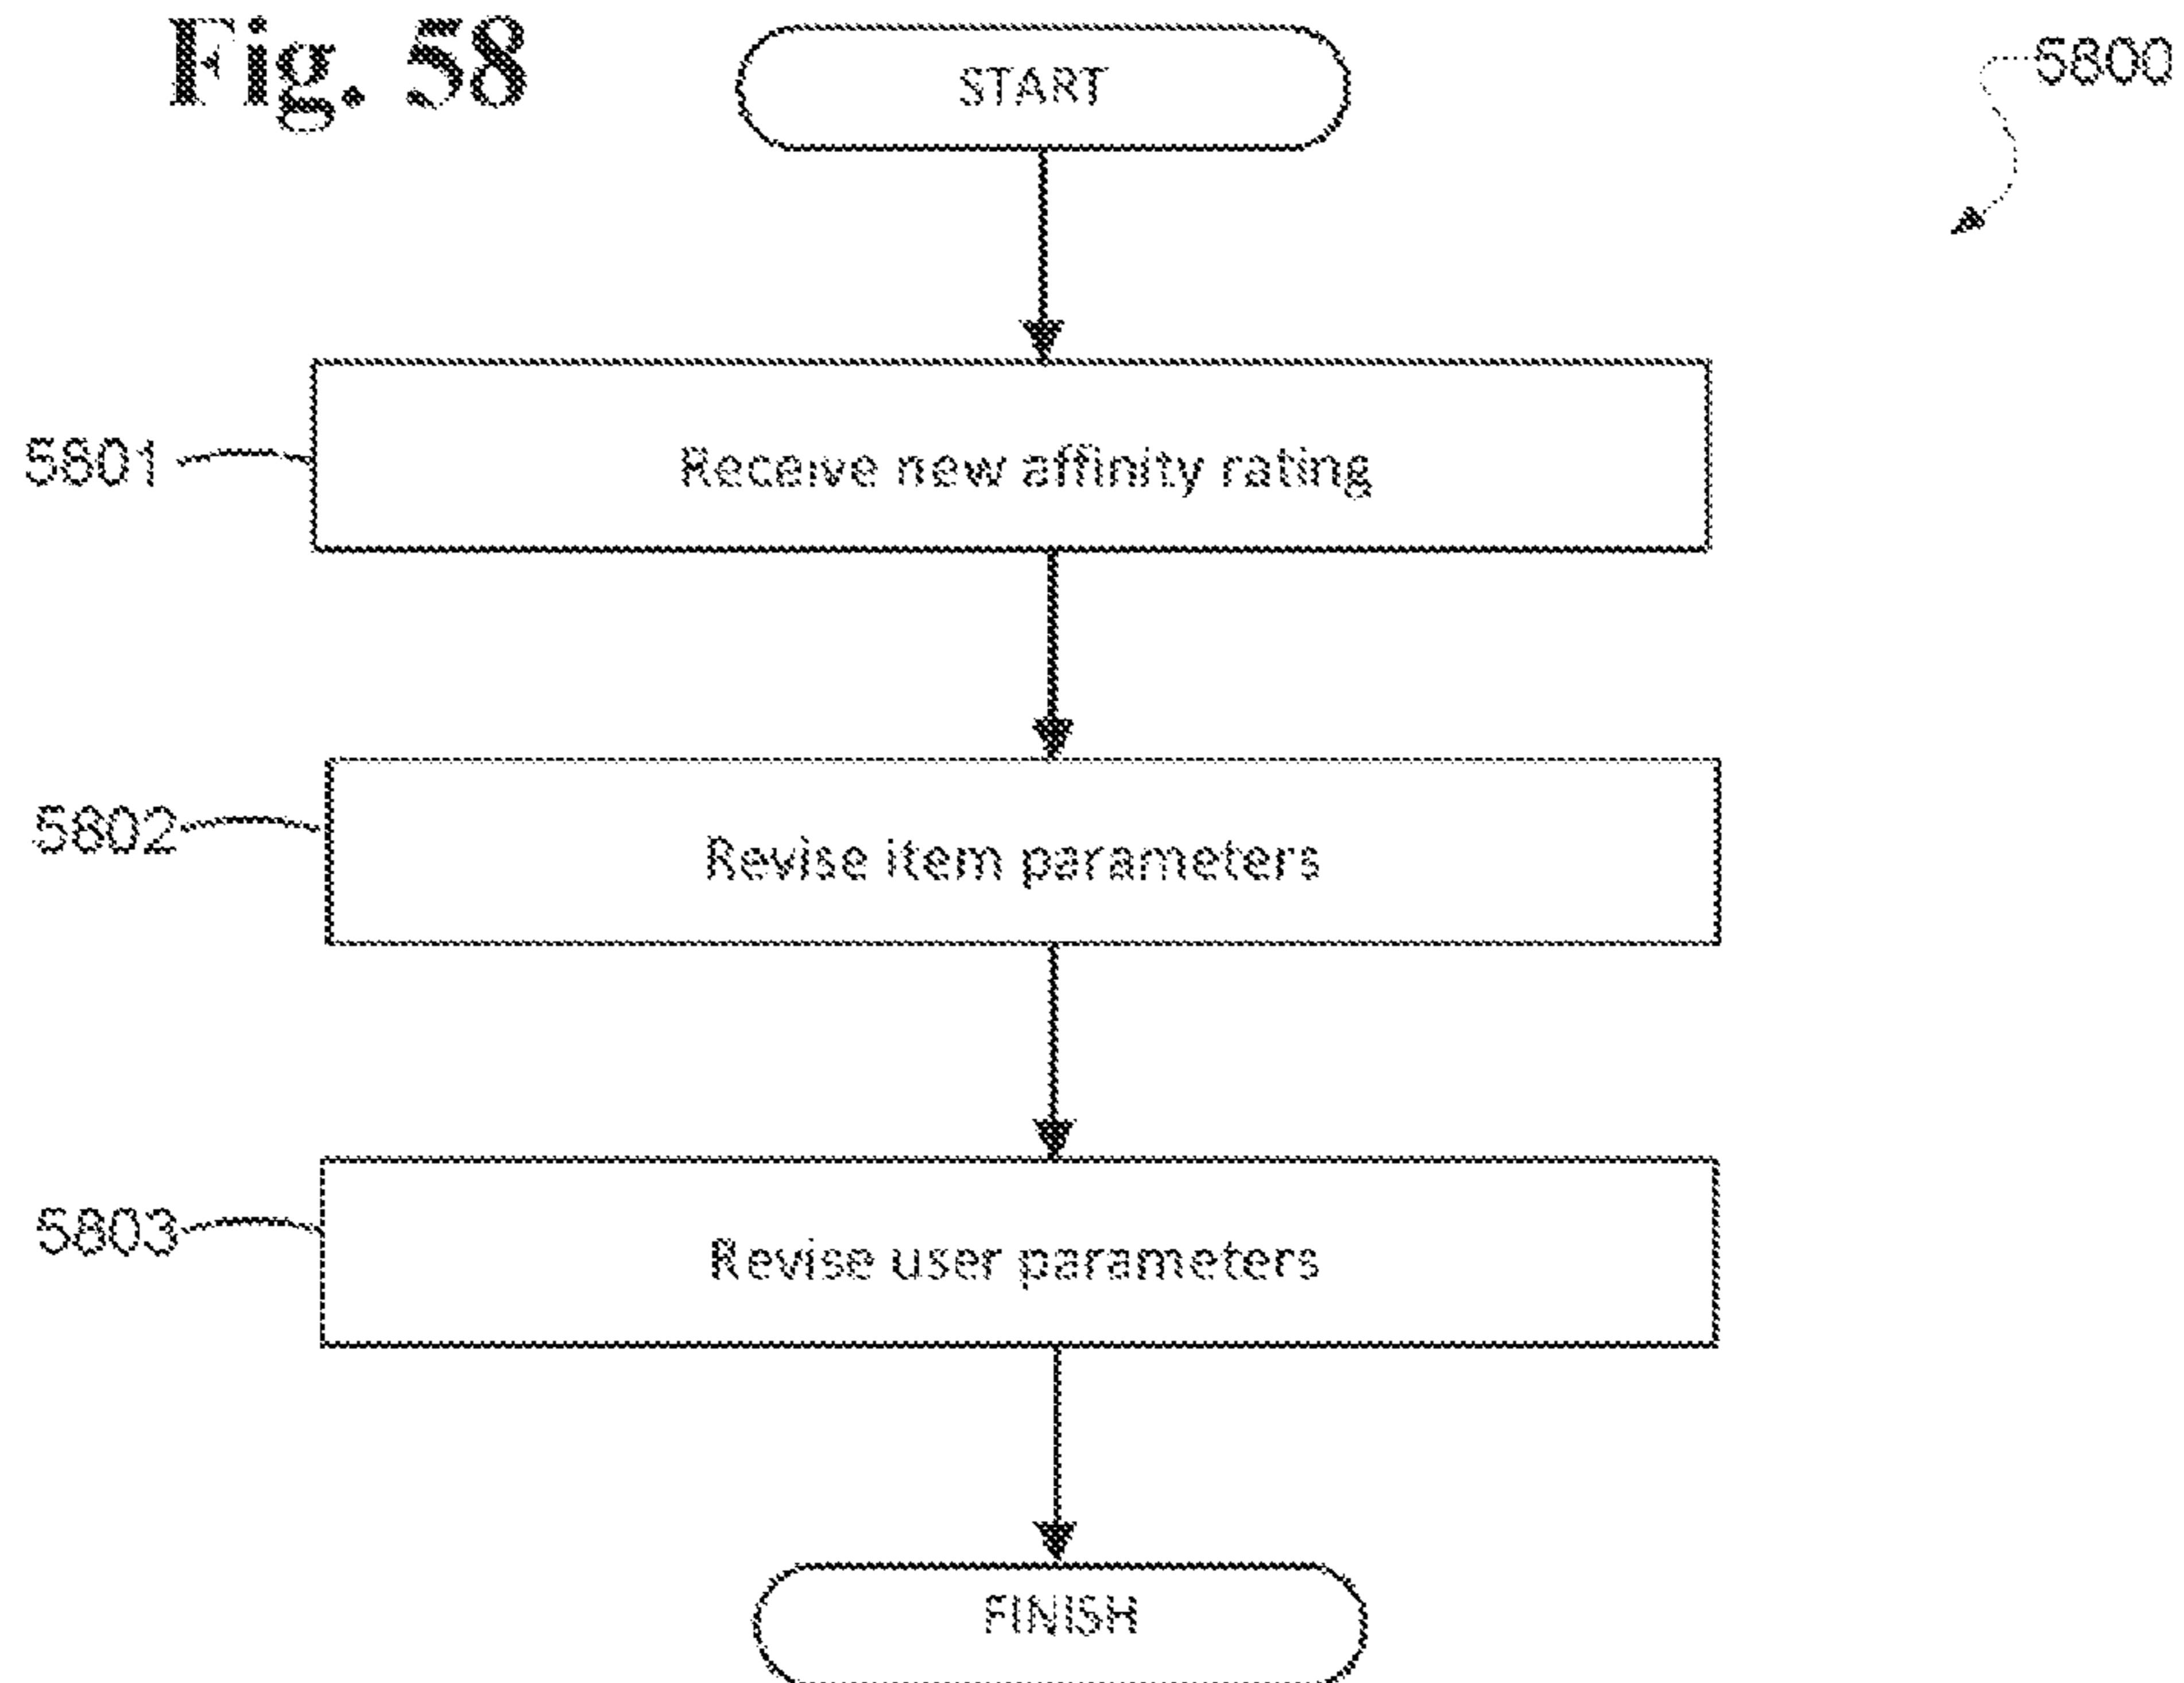 Fig. 58
START
5800
5801
Receive new affinity rating
5802
Revise item parameters
5803
Revise user parameters
FINISH